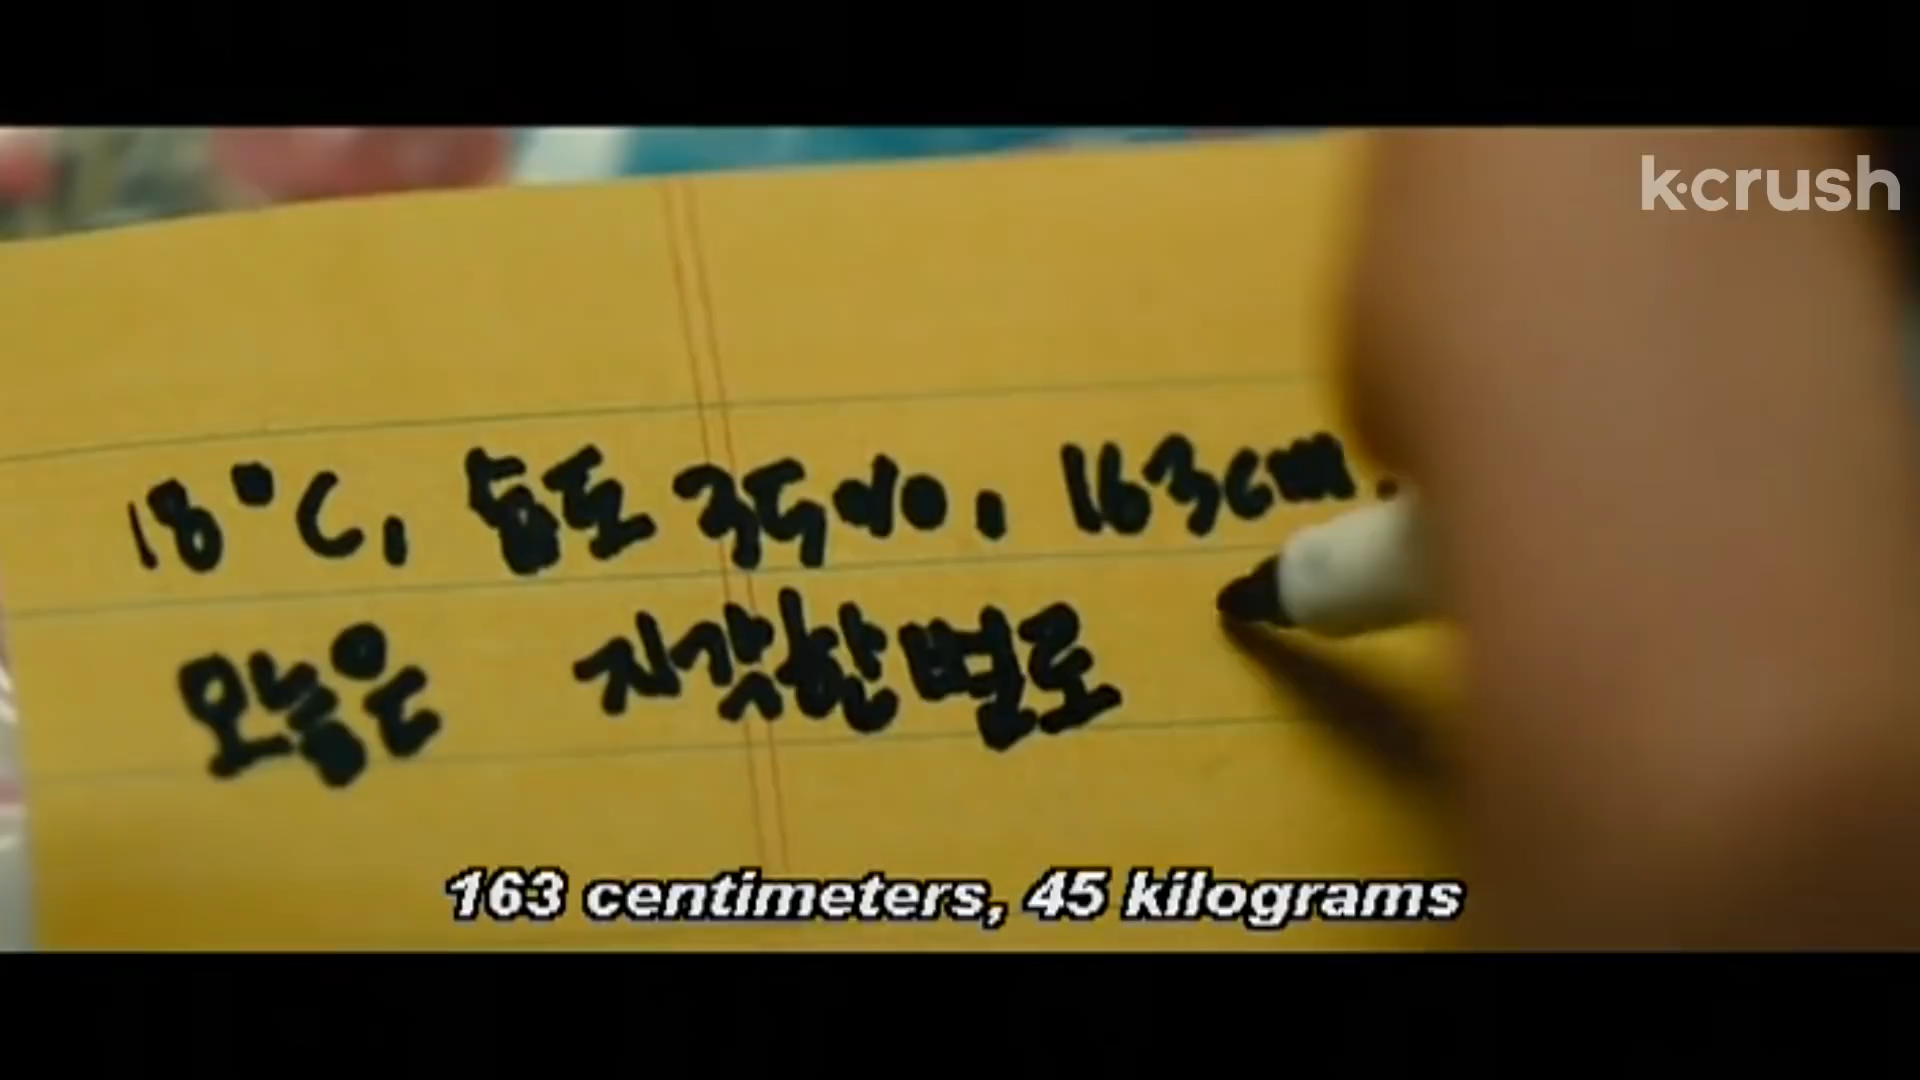 k·crush
18°C, 습도 35%, 163cm.
오늘은 지각한 별로
163 centimeters, 45 kilograms